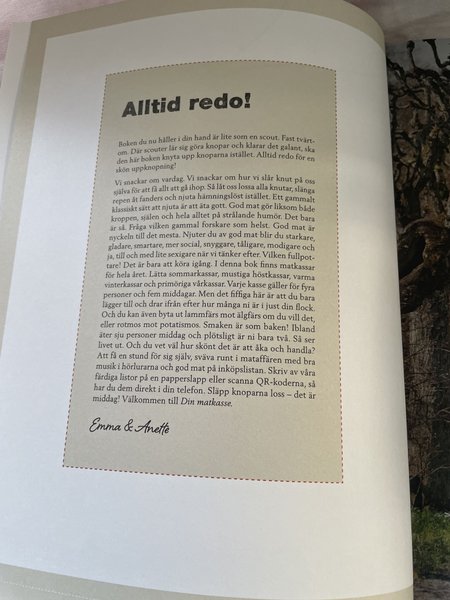 Alltid redo!
Boken du nu håller i din hand är lite som en scout. Fast tvärt-
om. Där scouter lär sig göra knopar och klarar det galant, ska
den här boken knyta upp knoparna istället. Alltid redo för en
skön uppknopning!
Vi snackar om vardag. Vi snackar om hur vi slår knut på oss
själva för att få allt att gå ihop. Så låt oss lossa alla knutar, slänga
repen åt fanders och njuta hämningslöst istället. Ett gammalt
klassiskt sätt att njuta är att äta gott. God mat gör liksom både
kroppen, själen och hela alltet på strålande humör. Det bara
är så. Fråga vilken gammal forskare som helst. God mat är
nyckeln till det mesta. Njuter du av god mat blir du starkare,
gladare, smartare, mer social, snyggare, tåligare, modigare och
ja, till och med lite sexigare när vi tänker efter. Vilken fullpot-
tare! Det är bara att köra igång. I denna bok finns matkassar
för hela året. Lätta sommarkassar, mustiga höstkassar, varma
vinterkassar och primöriga vårkassar. Varje kasse gäller för fyra
personer och fem middagar. Men det fiffiga här är att du bara
lägger till och drar ifrån efter hur många ni är i just din flock.
Och du kan även byta ut lammfärs mot älgfärs om du vill det,
eller rotmos mot potatismos. Smaken är som baken! Ibland
äter sju personer middag och plötsligt är ni bara två. Så ser
livet ut. Och du vet väl hur skönt det är att åka och handla?
Att få en stund för sig själv, sväva runt i mataffären med bra
musik i hörlurarna och god mat på inköpslistan. Skriv av våra
färdiga listor på en papperslapp eller scanna QR-koderna, så
har du dem direkt i din telefon. Släpp knoparna loss – det är
middag! Välkommen till Din matkasse.
Emma & Anette